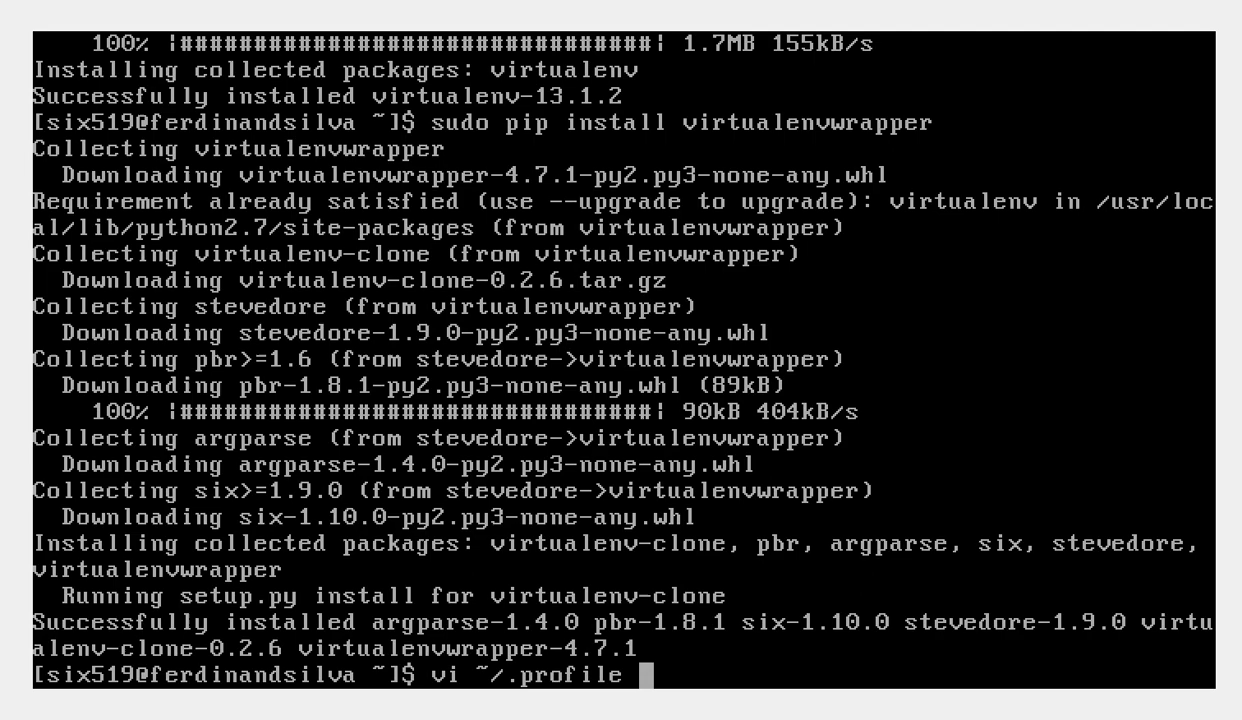 100% |################################| 1.7MB 155kB/s
Installing collected packages: virtualenv
Successfully installed virtualenv-13.1.2
[six519@ferdinandsilva ~]$ sudo pip install virtualenvwrapper
Collecting virtualenvwrapper
Downloading virtualenvwrapper-4.7.1-py2.py3-none-any.whl
Requirement already satisfied (use --upgrade to upgrade): virtualenv in /usr/loc
al/lib/python2.7/site-packages (from virtualenvwrapper)
Collecting virtualenv-clone (from virtualenvwrapper)
Downloading virtualenv-clone-0.2.6.tar.gz
Collecting stevedore (from virtualenvwrapper)
Downloading stevedore-1.9.0-py2.py3-none-any.whl
Collecting pbr>=1.6 (from stevedore->virtualenvwrapper)
Downloading pbr-1.8.1-py2.py3-none-any.whl (89kB)
100% |################################| 90kB 404kB/s
Collecting argparse (from stevedore->virtualenvwrapper)
Downloading argparse-1.4.0-py2.py3-none-any.whl
Collecting six>=1.9.0 (from stevedore->virtualenvwrapper)
Downloading six-1.10.0-py2.py3-none-any.whl
Installing collected packages: virtualenv-clone, pbr, argparse, six, stevedore,
virtualenvwrapper
Running setup.py install for virtualenv-clone
Successfully installed argparse-1.4.0 pbr-1.8.1 six-1.10.0 stevedore-1.9.0 virtu
alenv-clone-0.2.6 virtualenvwrapper-4.7.1
[six519@ferdinandsilva ~]$ vi ~/.profile